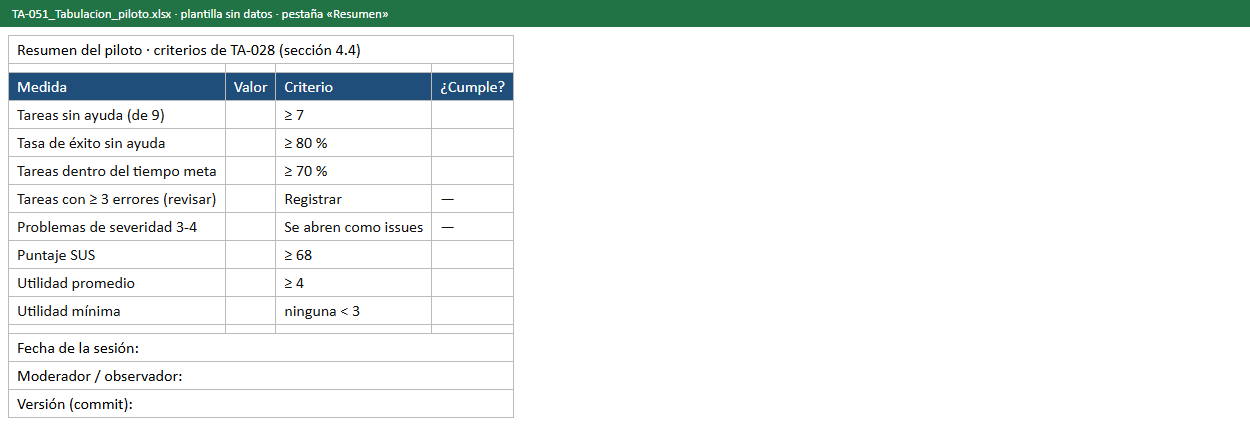 TA-051_Tabulacion_piloto.xlsx · plantilla sin datos · pestaña «Resumen»
Resumen del piloto · criterios de TA-028 (sección 4.4)
Medida Valor Criterio ¿Cumple?
Tareas sin ayuda (de 9) ≥ 7
Tasa de éxito sin ayuda ≥ 80 %
Tareas dentro del tiempo meta ≥ 70 %
Tareas con ≥ 3 errores (revisar) Registrar —
Problemas de severidad 3-4 Se abren como issues —
Puntaje SUS ≥ 68
Utilidad promedio ≥ 4
Utilidad mínima ninguna < 3
Fecha de la sesión:
Moderador / observador:
Versión (commit):